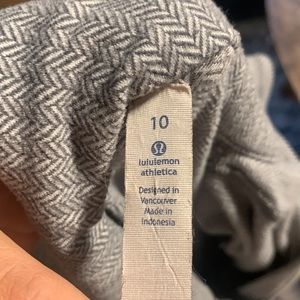 10
lululemon
athletica
Designed in
Vancouver
Made in
Indonesia